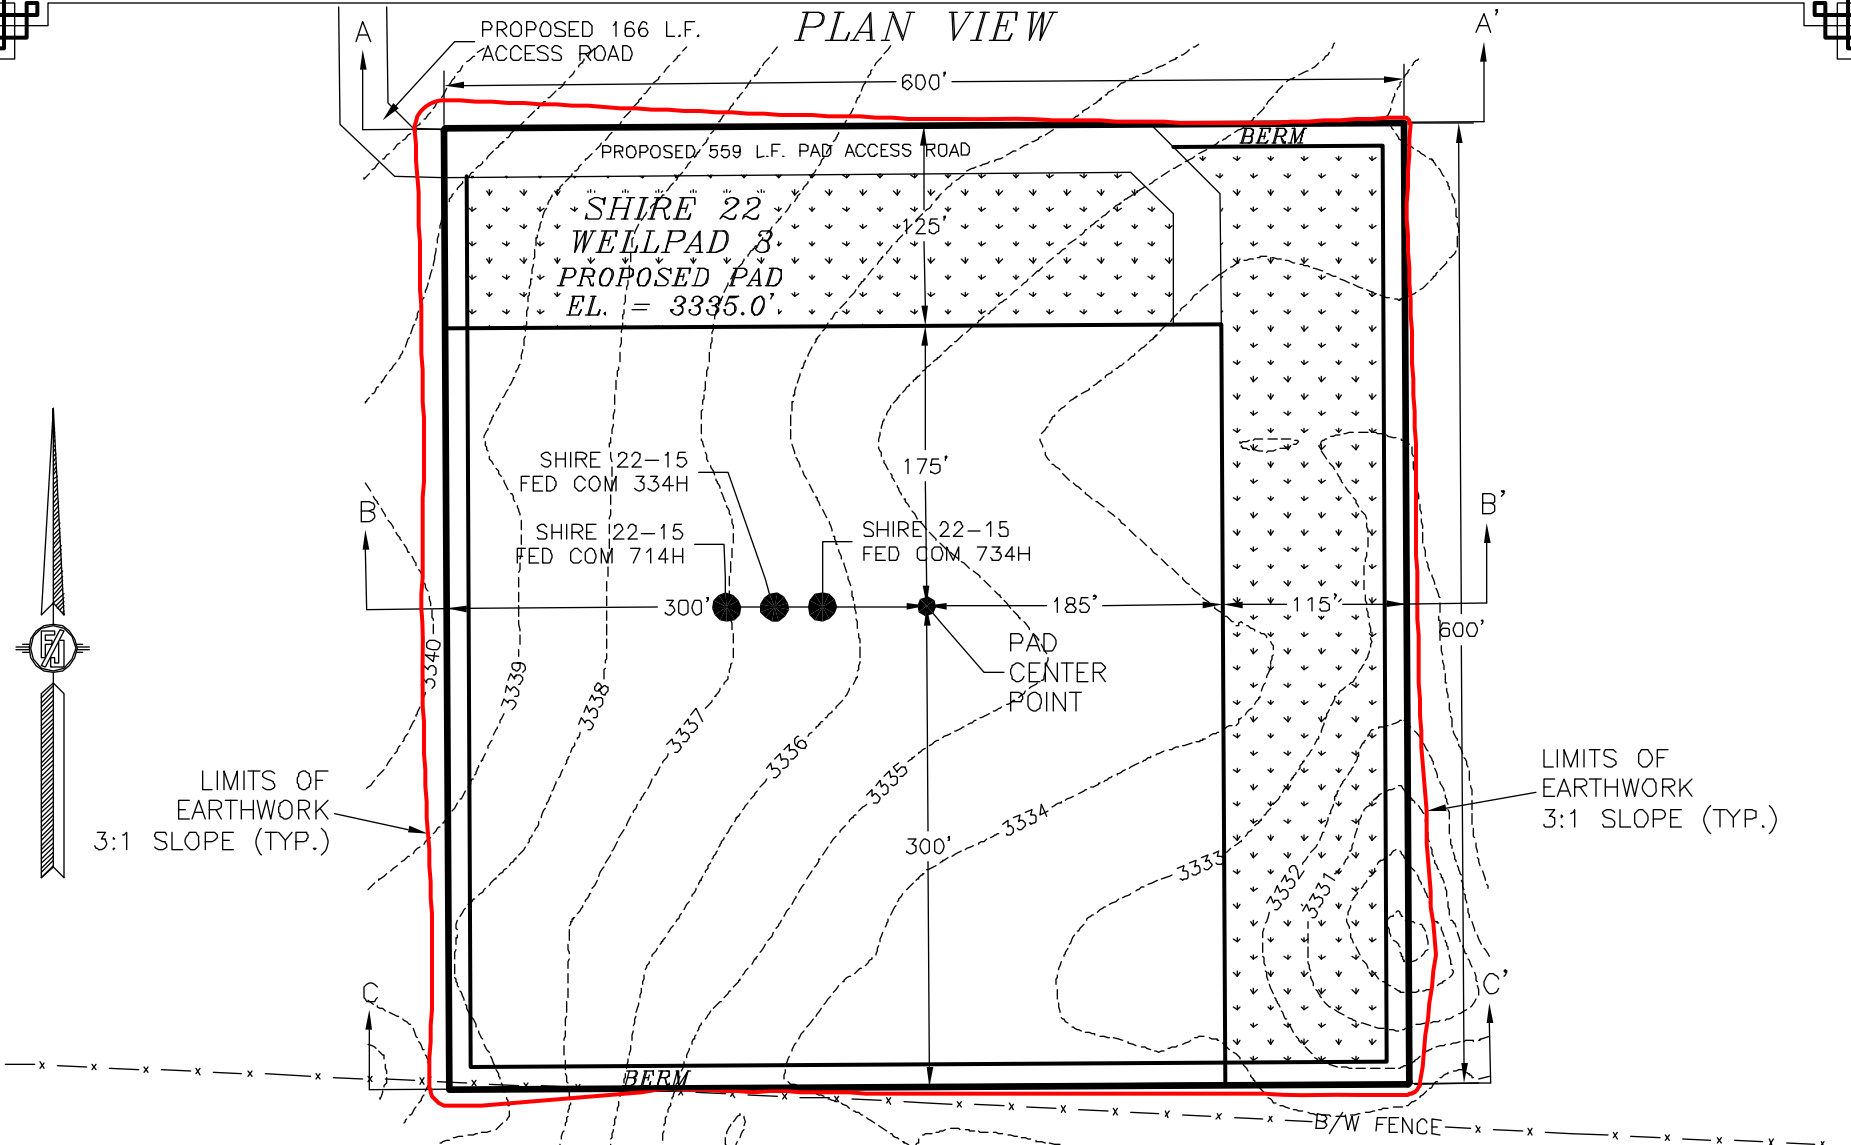 PLAN VIEW
A
A'
PROPOSED 166 L.F.
ACCESS ROAD
600'
BERM
PROPOSED 559 L.F. PAD ACCESS ROAD
SHIRE 22
WELLPAD 3
PROPOSED PAD
EL. = 3335.0'
125'
175'
SHIRE 22-15
FED COM 334H
SHIRE 22-15
FED COM 714H
SHIRE 22-15
FED COM 734H
B
B'
300'
185'
115'
600'
PAD
CENTER
POINT
3340
3339
3338
3337
3336
3335
3334
3333
3332
3331
LIMITS OF
EARTHWORK
3:1 SLOPE (TYP.)
LIMITS OF
EARTHWORK
3:1 SLOPE (TYP.)
300'
C
C'
BERM
B/W FENCE